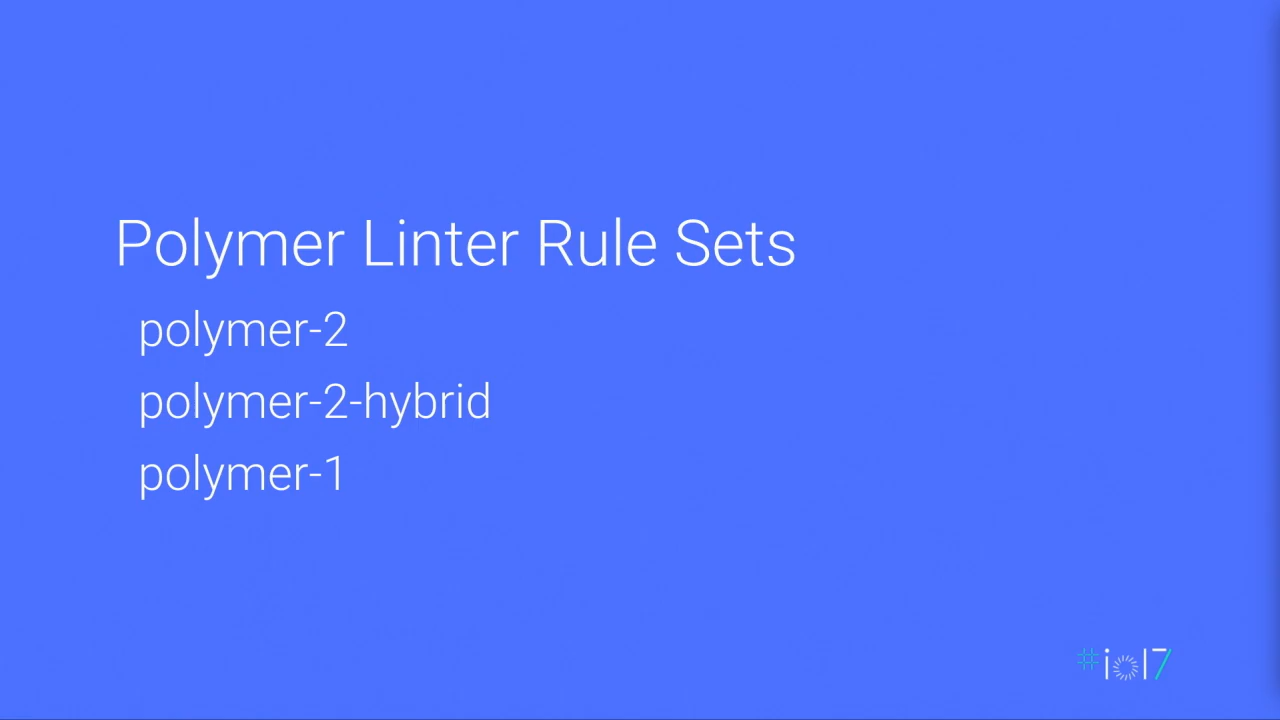 Polymer Linter Rule Sets
polymer-2
polymer-2-hybrid
polymer-1
#io17